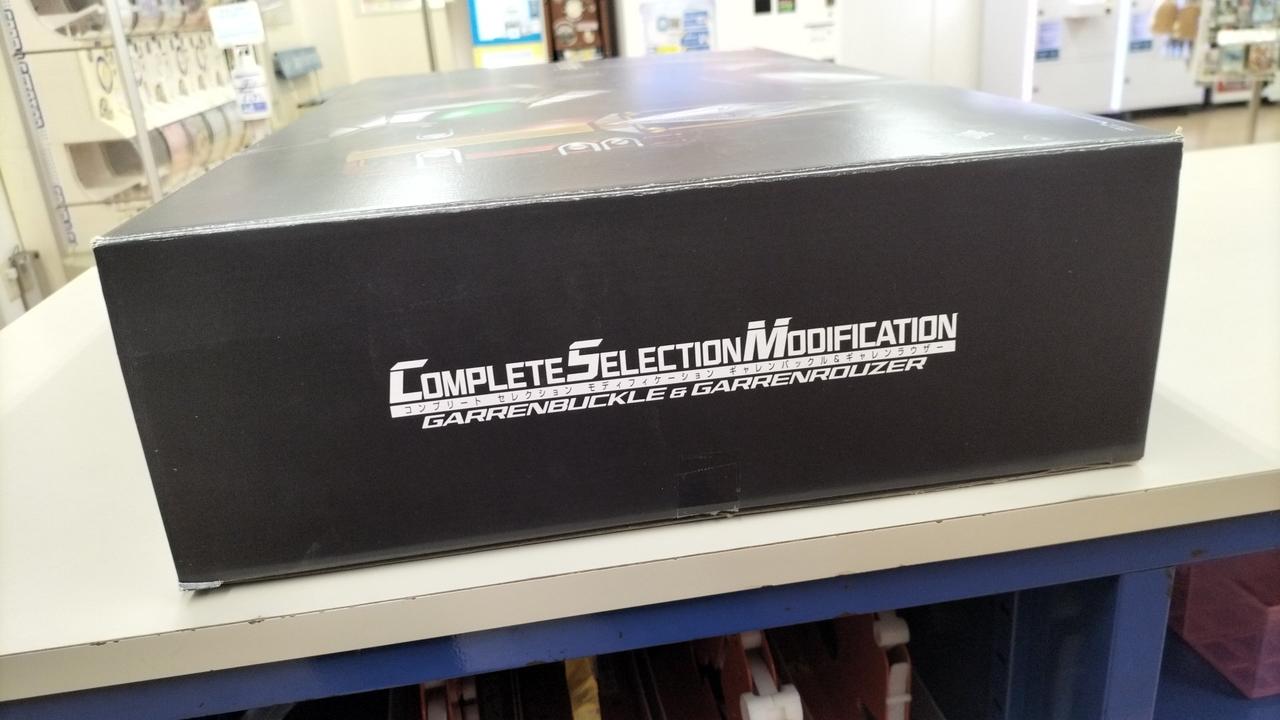 COMPLETE SELECTION MODIFICATION
コンプリート セレクション モディフィケーション ギャレンバックル&ギャレンラウザー
GARRENBUCKLE & GARRENROUZER